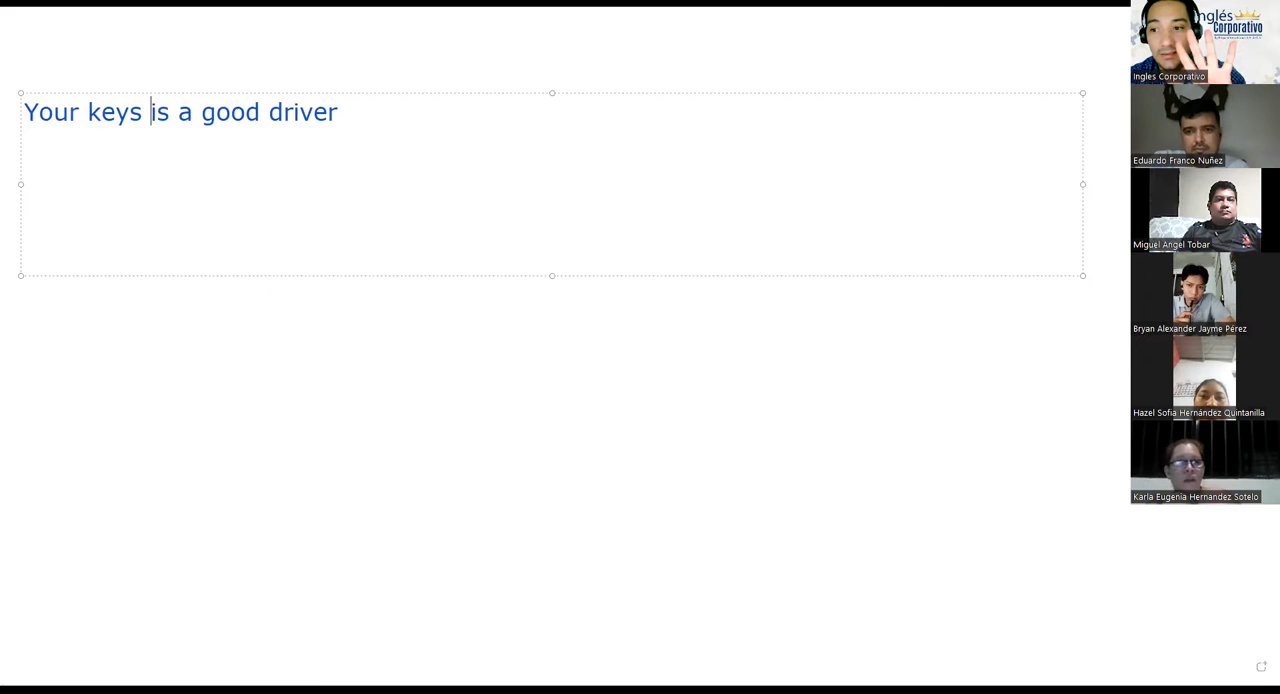 Your keys is a good driver
Inglés
Corporativo
Ingles Corporativo
Eduardo Franco Nuñez
Miguel Angel Tobar
Bryan Alexander Jayme Pérez
Hazel Sofia Hernández Quintanilla
Karla Eugenia Hernandez Sotelo